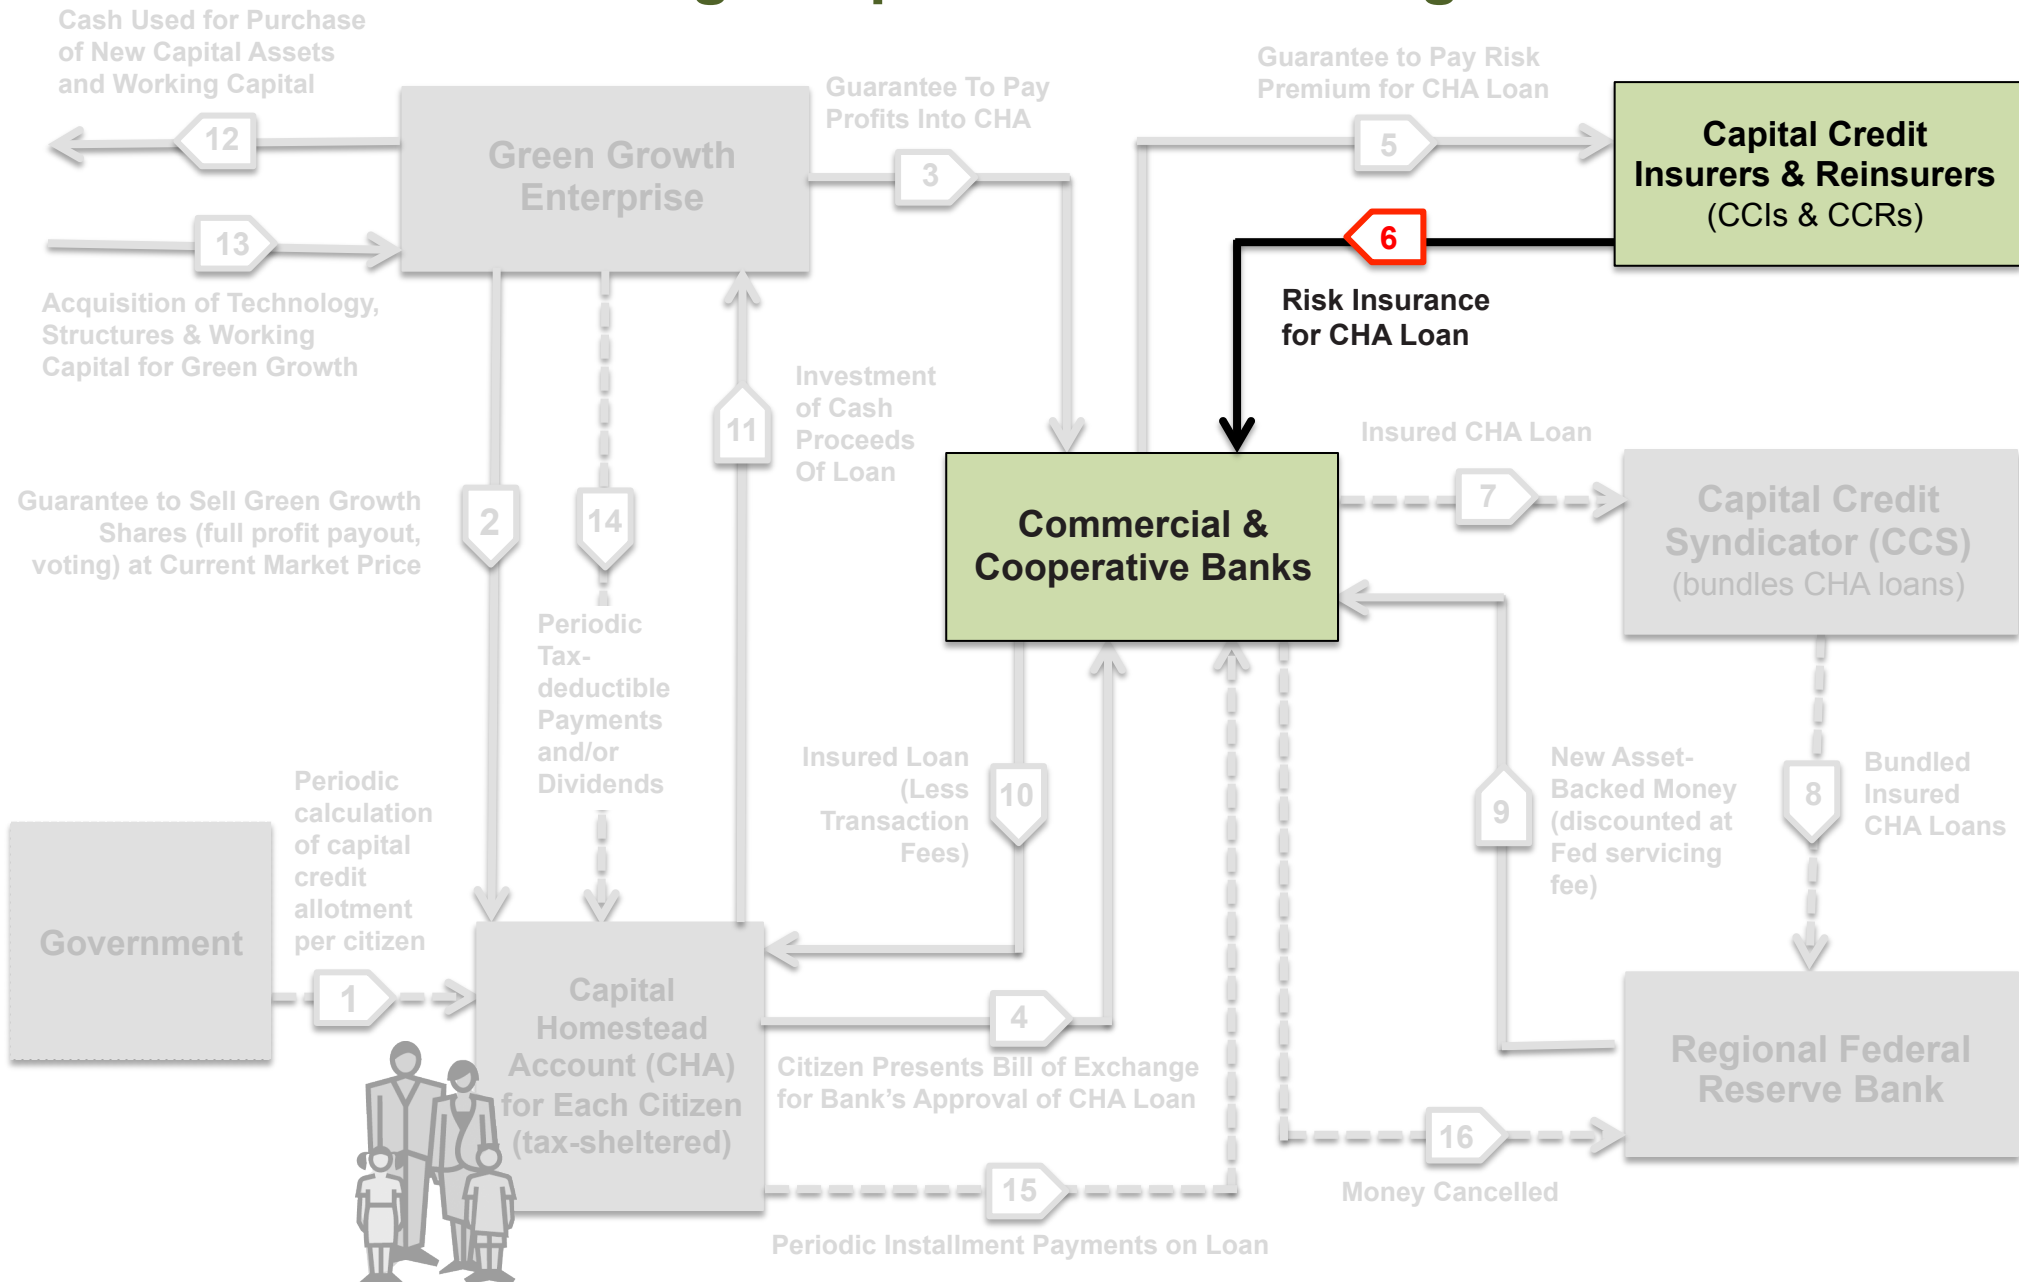 Cash Used for Purchase
of New Capital Assets
and Working Capital
12
13
Acquisition of Technology,
Structures & Working
Capital for Green Growth
Green Growth
Enterprise
Guarantee To Pay
Profits Into CHA
3
Guarantee to Pay Risk
Premium for CHA Loan
5
Capital Credit
Insurers & Reinsurers
(CCIs & CCRs)
6
Risk Insurance
for CHA Loan
Guarantee to Sell Green Growth
Shares (full profit payout,
voting) at Current Market Price
2
14
Periodic
Tax-
deductible
Payments
and/or
Dividends
11
Investment
of Cash
Proceeds
Of Loan
Commercial &
Cooperative Banks
Insured CHA Loan
7
Capital Credit
Syndicator (CCS)
(bundles CHA loans)
Government
Periodic
calculation
of capital
credit
allotment
per citizen
1
Insured Loan
(Less
Transaction
Fees)
10
9
New Asset-
Backed Money
(discounted at
Fed servicing
fee)
8
Bundled
Insured
CHA Loans
Capital
Homestead
Account (CHA)
for Each Citizen
(tax-sheltered)
4
Citizen Presents Bill of Exchange
for Bank's Approval of CHA Loan
15
Periodic Installment Payments on Loan
16
Money Cancelled
Regional Federal
Reserve Bank